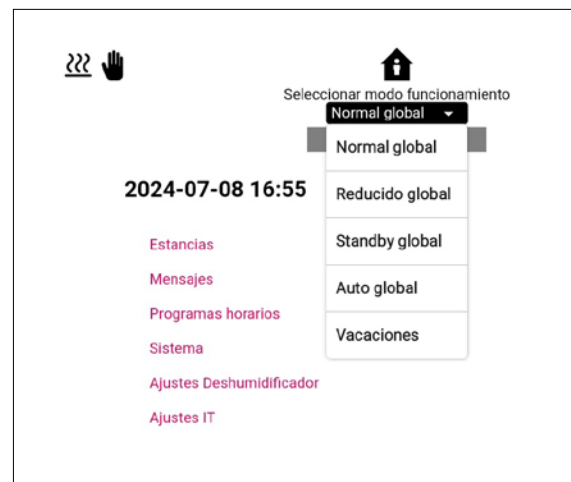 Seleccionar modo funcionamiento
Normal global
Normal global
2024-07-08 16:55
Reducido global
Standby global
Auto global
Vacaciones
Estancias
Mensajes
Programas horarios
Sistema
Ajustes Deshumidificador
Ajustes IT